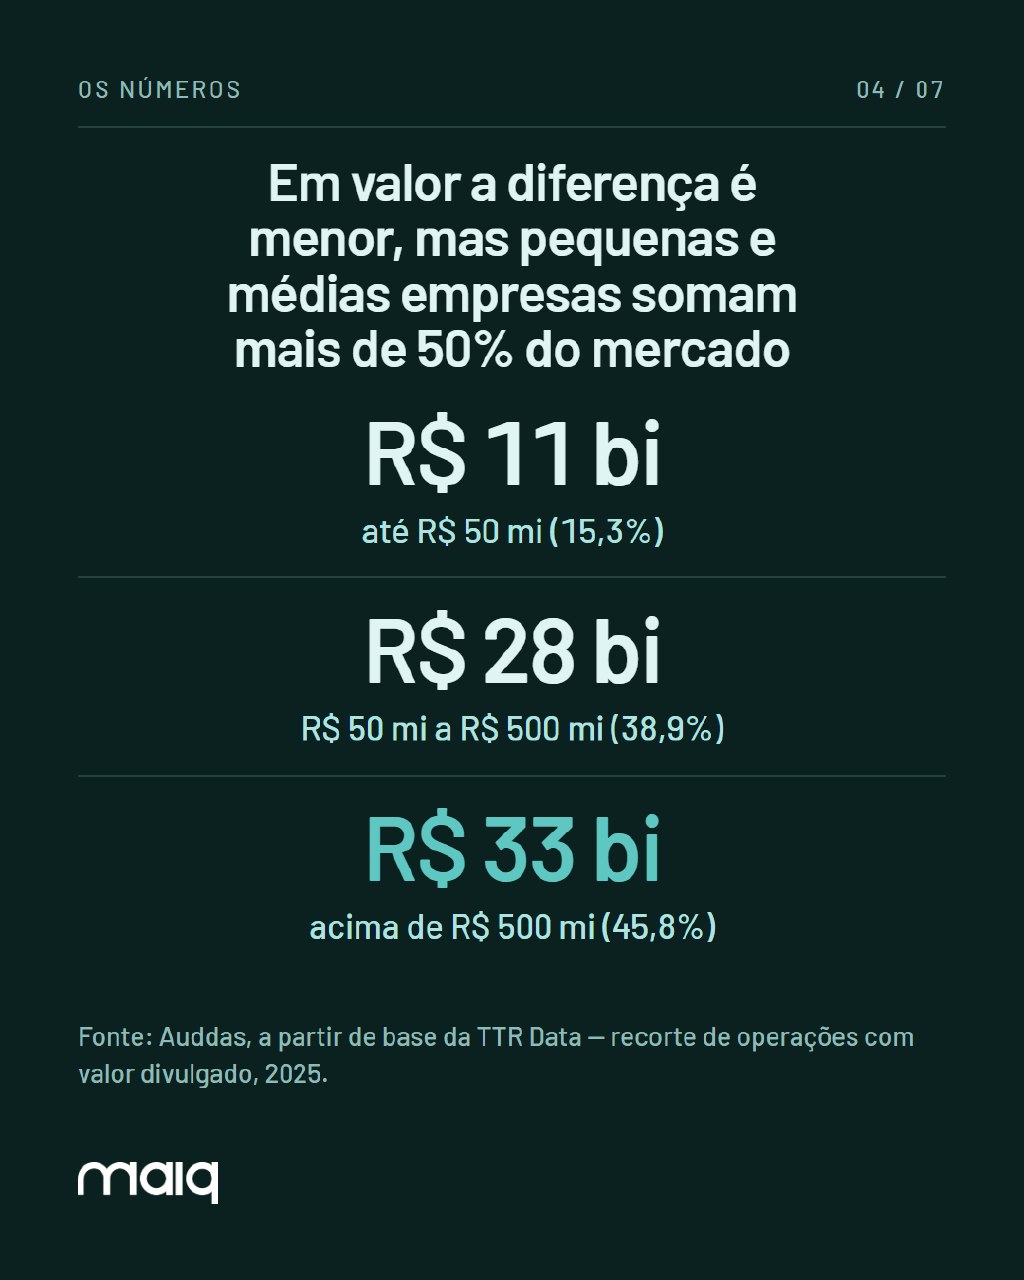 OS NÚMEROS
04 / 07
Em valor a diferença é
menor, mas pequenas e
médias empresas somam
mais de 50% do mercado
R$ 11 bi
até R$ 50 mi (15,3%)
R$ 28 bi
R$ 50 mi a R$ 500 mi (38,9%)
R$ 33 bi
acima de R$ 500 mi (45,8%)
Fonte: Auddas, a partir de base da TTR Data — recorte de operações com
valor divulgado, 2025.
maiq